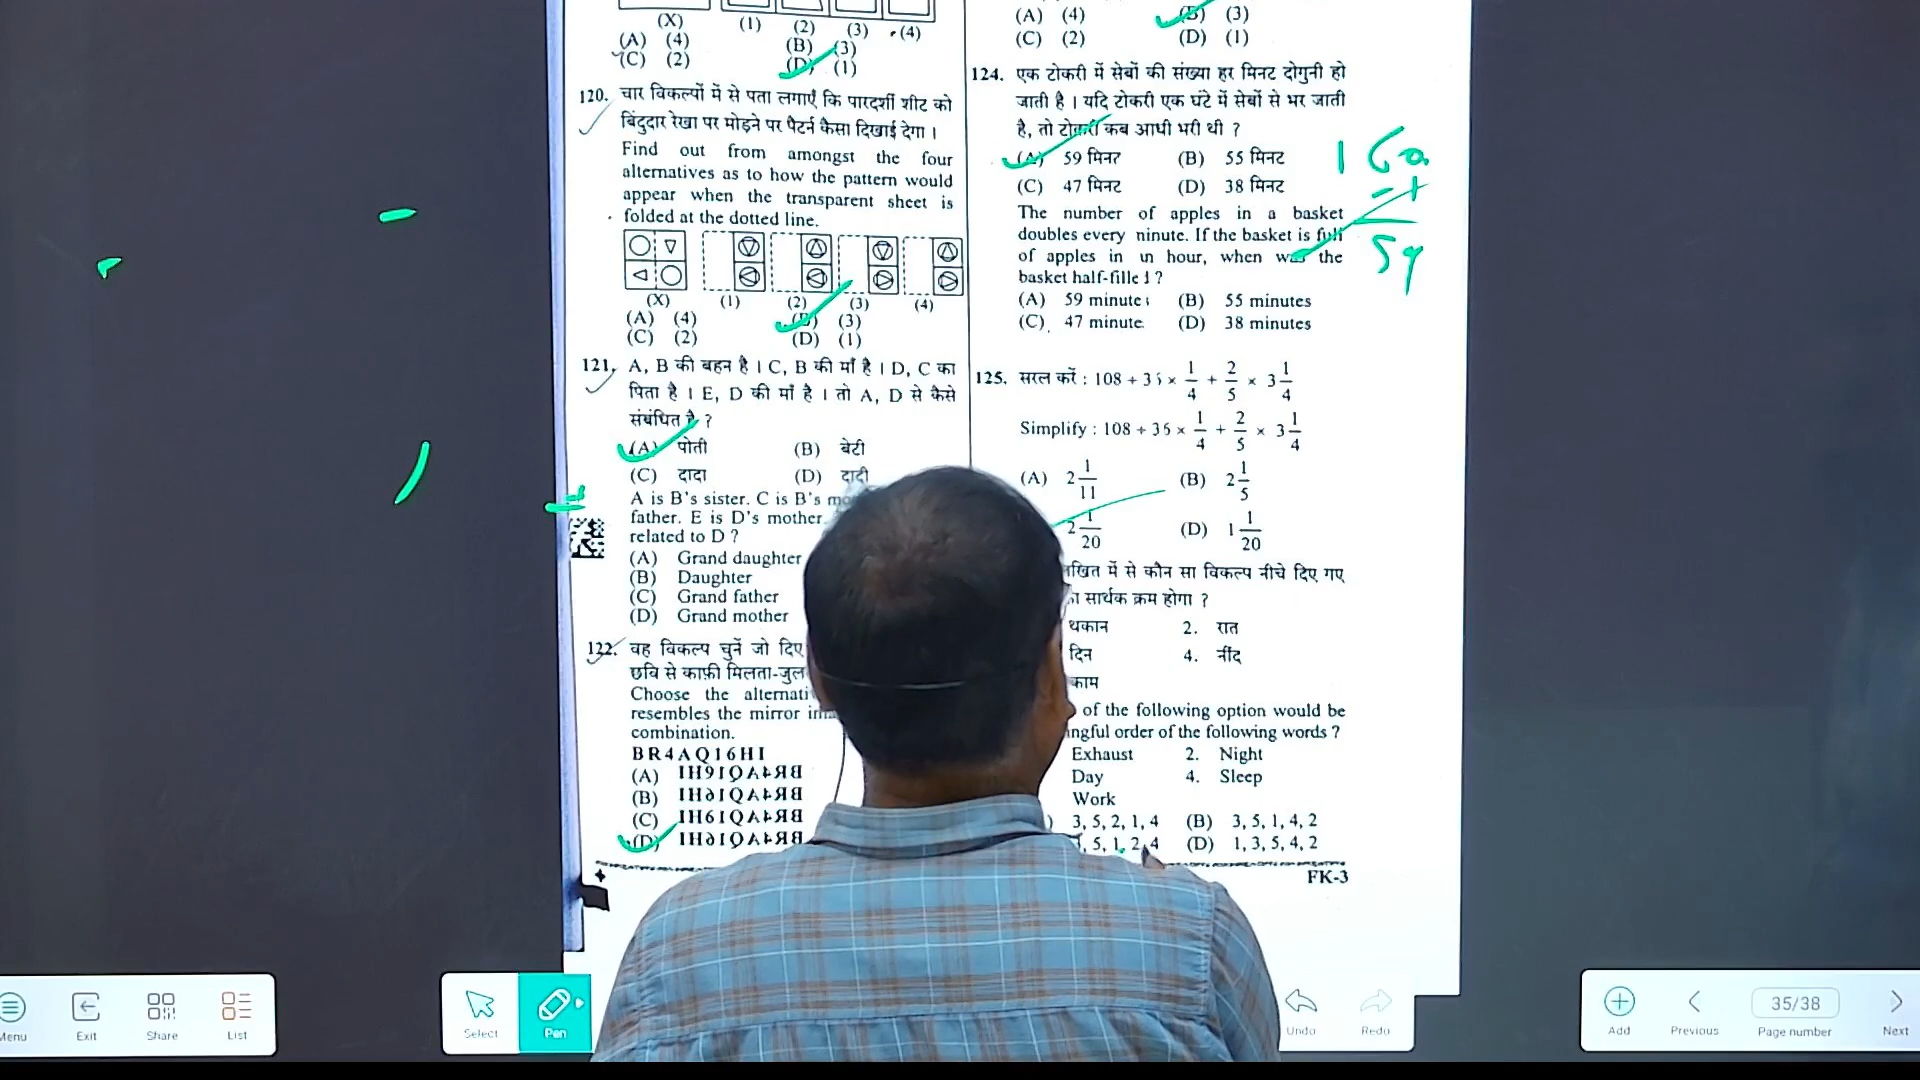 (X) (1) (2) (3) (4)
(A) (4) (B) (3)
(C) (2) (D) (1)
120. चार विकल्पों में से पता लगाएँ कि पारदर्शी शीट को
बिंदुदार रेखा पर मोड़ने पर पैटर्न कैसा दिखाई देगा ।
Find out from amongst the four
alternatives as to how the pattern would
appear when the transparent sheet is
folded at the dotted line.
(X) (1) (2) (3) (4)
(A) (4) (B) (3)
(C) (2) (D) (1)
121. A, B की बहन है । C, B की माँ है । D, C का
पिता है । E, D की माँ है । तो A, D से कैसे
संबंधित है ?
(A) पोती (B) बेटी
(C) दादा (D) दादी
A is B's sister. C is B's
father. E is D's mother.
related to D ?
(A) Grand daughter
(B) Daughter
(C) Grand father
(D) Grand mother
122. वह विकल्प चुनें जो दिए
छवि से काफ़ी मिलता-जुल
Choose the alternati
resembles the mirror
combination.
BR4AQ16HI
(A)
(B)
(C)
(D)
(A) (4) (B) (3)
(C) (2) (D) (1)
124. एक टोकरी में सेबों की संख्या हर मिनट दोगुनी हो
जाती है । यदि टोकरी एक घंटे में सेबों से भर जाती
है, तो टोकरी कब आधी भरी थी ?
(A) 59 मिनट (B) 55 मिनट
(C) 47 मिनट (D) 38 मिनट
The number of apples in a basket
doubles every minute. If the basket is full
of apples in an hour, when was the
basket half-filled ?
(A) 59 minutes (B) 55 minutes
(C) 47 minute (D) 38 minutes
59
125. सरल करें : 108 ÷ 36 × 1/4 + 2/5 × 3 1/4
Simplify : 108 ÷ 36 × 1/4 + 2/5 × 3 1/4
(A) 2 1/11 (B) 2 1/5
2 1/20 (D) 1 1/20
में से कौन सा विकल्प नीचे दिए गए
सार्थक क्रम होगा ?
थकान 2. रात
दिन 4. नींद
काम
of the following option would be
ngful order of the following words ?
Exhaust 2. Night
Day 4. Sleep
Work
3, 5, 2, 1, 4 (B) 3, 5, 1, 4, 2
5, 1, 2, 4 (D) 1, 3, 5, 4, 2
FK-3
Menu Exit Share List
Select Pen
Undo Redo
Add Previous 35/38 Page number Next